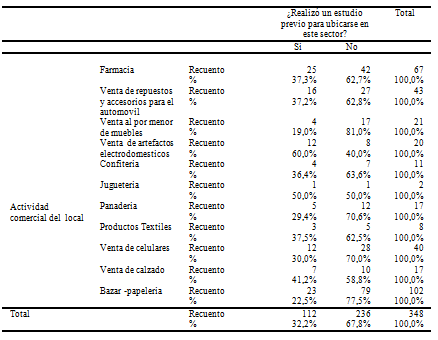 ¿Realizó un estudio Total
previo para ubicarse en
este sector?
Si No
Farmacia Recuento 25 42 67
% 37,3% 62,7% 100,0%
Venta de repuestos Recuento 16 27 43
y accesorios para el % 37,2% 62,8% 100,0%
automovil
Venta al por menor Recuento 4 17 21
de muebles % 19,0% 81,0% 100,0%
Venta de artefactos Recuento 12 8 20
electrodomesticos % 60,0% 40,0% 100,0%
Confiteria Recuento 4 7 11
% 36,4% 63,6% 100,0%
Jugueteria Recuento 1 1 2
% 50,0% 50,0% 100,0%
Panaderia Recuento 5 12 17
Actividad % 29,4% 70,6% 100,0%
comercial del local Productos Textiles Recuento 3 5 8
% 37,5% 62,5% 100,0%
Venta de celulares Recuento 12 28 40
% 30,0% 70,0% 100,0%
Venta de calzado Recuento 7 10 17
% 41,2% 58,8% 100,0%
Bazar -papeleria Recuento 23 79 102
% 22,5% 77,5% 100,0%
Total Recuento 112 236 348
% 32,2% 67,8% 100,0%